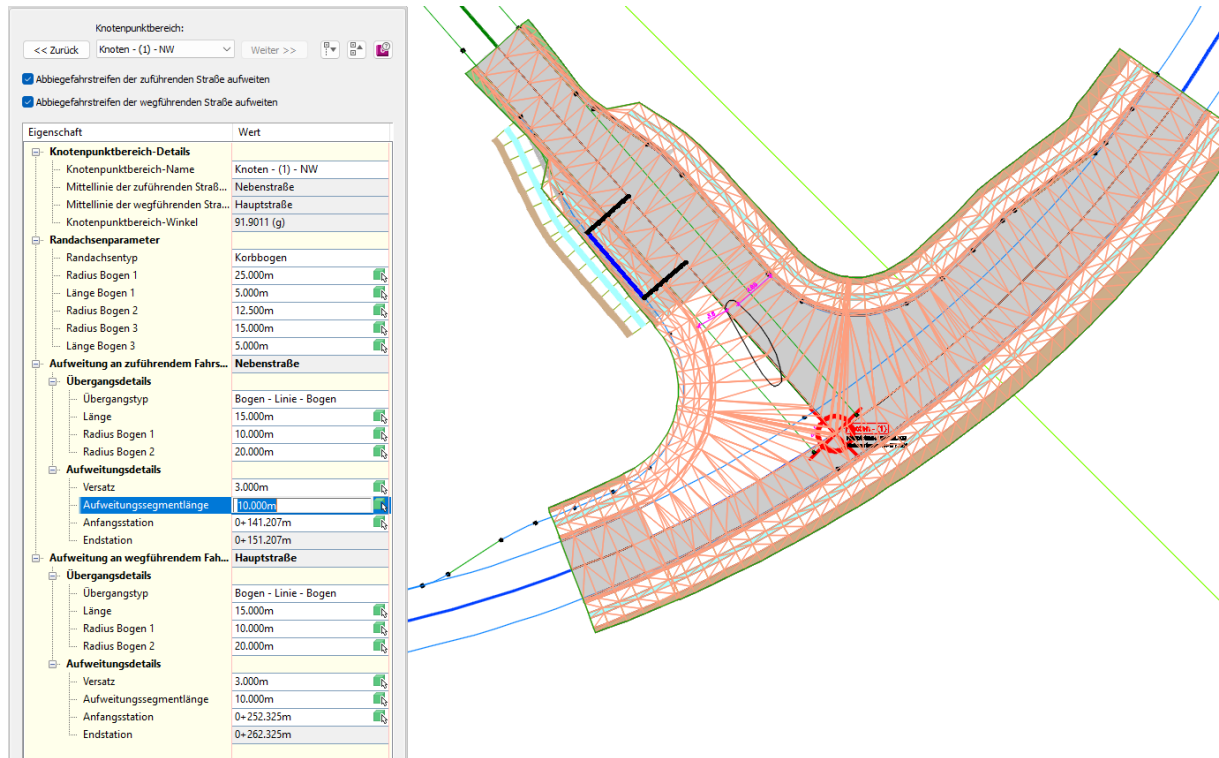 Knotenpunktbereich:
<< Zurück Knoten - (1) - NW Weiter >>
Abbiegefahrstreifen der zuführenden Straße aufweiten
Abbiegefahrstreifen der wegführenden Straße aufweiten
Eigenschaft Wert
Knotenpunktbereich-Details
Knotenpunktbereich-Name Knoten - (1) - NW
Mittellinie der zuführenden Straß... Nebenstraße
Mittellinie der wegführenden Stra... Hauptstraße
Knotenpunktbereich-Winkel 91.9011 (g)
Randachsenparameter
Randachsentyp Korbbogen
Radius Bogen 1 25.000m
Länge Bogen 1 5.000m
Radius Bogen 2 12.500m
Radius Bogen 3 15.000m
Länge Bogen 3 5.000m
Aufweitung an zuführendem Fahrs... Nebenstraße
Übergangsdetails
Übergangstyp Bogen - Linie - Bogen
Länge 15.000m
Radius Bogen 1 10.000m
Radius Bogen 2 20.000m
Aufweitungsdetails
Versatz 3.000m
Aufweitungssegmentlänge 10.000m
Anfangsstation 0+141.207m
Endstation 0+151.207m
Aufweitung an wegführendem Fah... Hauptstraße
Übergangsdetails
Übergangstyp Bogen - Linie - Bogen
Länge 15.000m
Radius Bogen 1 10.000m
Radius Bogen 2 20.000m
Aufweitungsdetails
Versatz 3.000m
Aufweitungssegmentlänge 10.000m
Anfangsstation 0+252.325m
Endstation 0+262.325m